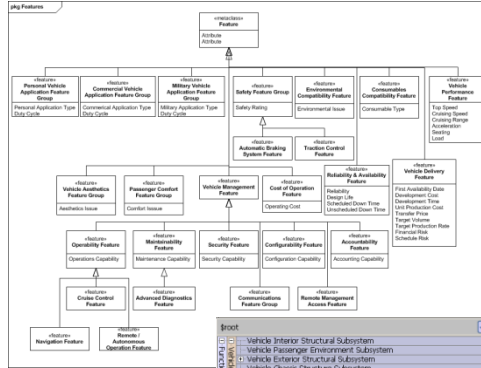 pkg Features
«metaclass»
Feature
Attribute
Attribute
«feature»
Personal Vehicle
Application Feature
Group
Personal Application Type
Duty Cycle
«feature»
Commercial Vehicle
Application Feature Group
Commerical Application Type
Duty Cycle
«feature»
Military Vehicle
Application Feature
Group
Military Application Type
Duty Cycle
«feature»
Safety Feature Group
Safety Rating
«feature»
Environmental
Compatibility Feature
Environmental Issue
«feature»
Consumables
Compatibility Feature
Consumable Type
«feature»
Vehicle
Performance
Feature
Top Speed
Cruising Speed
Cruising Range
Acceleration
Seating
Load
«feature»
Automatic Braking
System Feature
«feature»
Traction Control
Feature
«feature»
Vehicle Aesthetics
Feature Group
Aesthetics Issue
«feature»
Passenger Comfort
Feature Group
Comfort Issue
«feature»
Vehicle Management
Feature
«feature»
Cost of Operation
Feature
Operating Cost
«feature»
Reliability & Availability
Feature
Reliability
Design Life
Scheduled Down Time
Unscheduled Down Time
«feature»
Vehicle Delivery
Feature
First Availability Date
Development Cost
Development Time
Unit Production Cost
Transfer Price
Target Volume
Target Production Rate
Financial Risk
Schedule Risk
«feature»
Operability Feature
Operations Capability
«feature»
Maintainability
Feature
Maintenance Capability
«feature»
Security Feature
Security Capability
«feature»
Configurability Feature
Configuration Capability
«feature»
Accountability
Feature
Accounting Capability
«feature»
Cruise Control
Feature
«feature»
Advanced Diagnostics
Feature
«feature»
Communications
Feature Group
«feature»
Remote Management
Access Feature
«feature»
Navigation Feature
«feature»
Remote /
Autonomous
Operation Feature
$root
Vehicle Interior Structural Subsystem
Vehicle Passenger Environment Subsystem
Vehicle Exterior Structural Subsystem
Vehicle Chassis Structure Subsystem